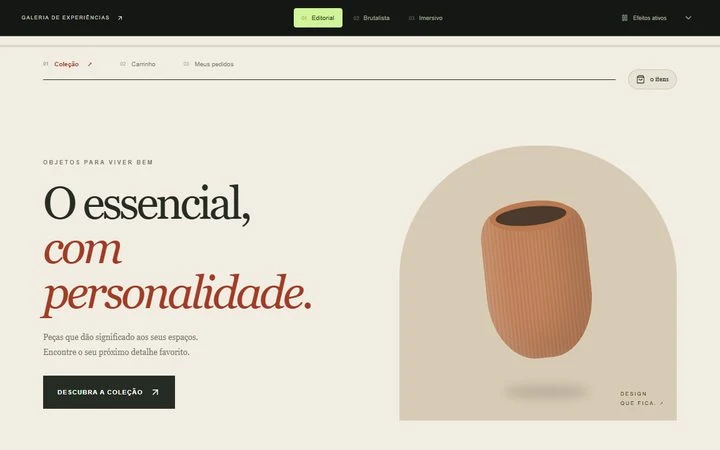 GALERIA DE EXPERIÊNCIAS ↗
01 Editorial
02 Brutalista
03 Imersivo
Efeitos ativos
01 Coleção ↗
02 Carrinho
03 Meus pedidos
0 itens
OBJETOS PARA VIVER BEM
O essencial,
com
personalidade.
Peças que dão significado aos seus espaços.
Encontre o seu próximo detalhe favorito.
DESCUBRA A COLEÇÃO ↗
DESIGN
QUE FICA. ↗